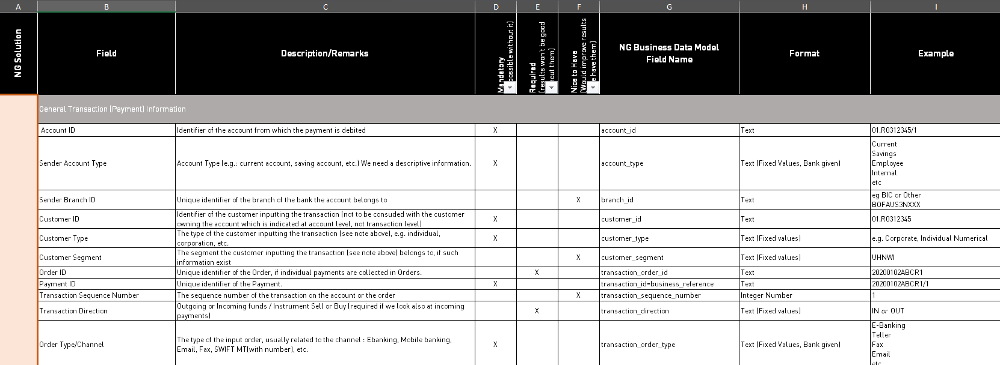 A B C D E F G H I
NG Solution
Field
Description/Remarks
Mandatory
possible without it)
Required
(results won't be good
out them)
Nice to Have
(Would improve results
e have them)
NG Business Data Model
Field Name
Format
Example
General Transaction (Payment) Information
Account ID
Identifier of the account from which the payment is debited
X
account_id
Text
01.R0312345/1
Sender Account Type
Account Type (e.g.: current account, saving account, etc.) We need a descriptive information.
X
account_type
Text (Fixed Values, Bank given)
Current
Savings
Employee
Internal
etc
Sender Branch ID
Unique identifier of the branch of the bank the account belongs to
X
branch_id
Text
eg BIC or Other
BOFAUS3NXXX
Customer ID
Identifier of the customer inputting the transaction (not to be consuded with the customer
owning the account which is indicated at account level, not transaction level)
X
customer_id
Text
01.R0312345
Customer Type
The type of the customer inputting the transaction (see note above), e.g. individual,
corporation, etc.
X
customer_type
Text (Fixed values)
e.g. Corporate, Individual Numerical
Customer Segment
The segment the customer inputting the transaction (see note above) belongs to, if such
information exist
X
customer_segment
Text (Fixed values)
UHNWI
Order ID
Unique identifier of the Order, if individual payments are collected in Orders.
X
transaction_order_id
Text
20200102ABCR1
Payment ID
Unique identifier of the Payment.
X
transaction_id=business_reference
Text
20200102ABCR1/1
Transaction Sequence Number
The sequence number of the transaction on the account or the order
X
transaction_sequence_number
Integer Number
1
Transaction Direction
Outgoing or Incoming funds / Instrument Sell or Buy (required if we look also at incoming
payments)
X
transaction_direction
Text (Fixed values)
IN or OUT
Order Type/Channel
The type of the input order, usually related to the channel : Ebanking, Mobile banking,
Email, Fax, SWIFT MT(with number), etc.
X
transaction_order_type
Text (Fixed Values, Bank given)
E-Banking
Teller
Fax
Email
etc